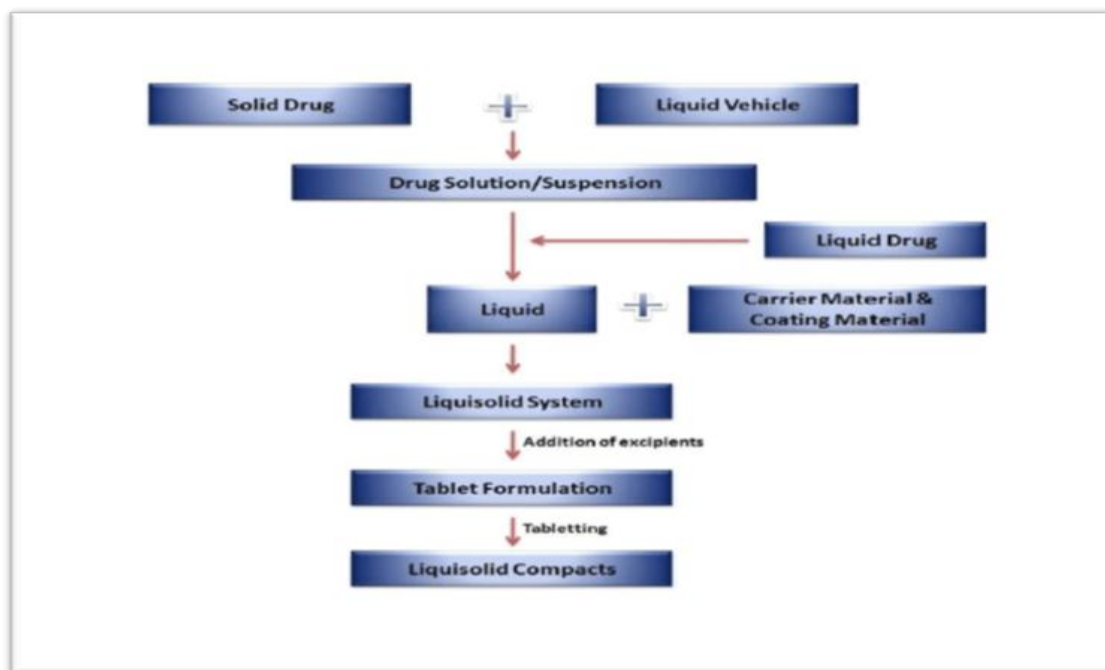 Solid Drug
Liquid Vehicle
Drug Solution/Suspension
Liquid Drug
Liquid
Carrier Material &
Coating Material
Liquisolid System
Addition of excipients
Tablet Formulation
Tabletting
Liquisolid Compacts